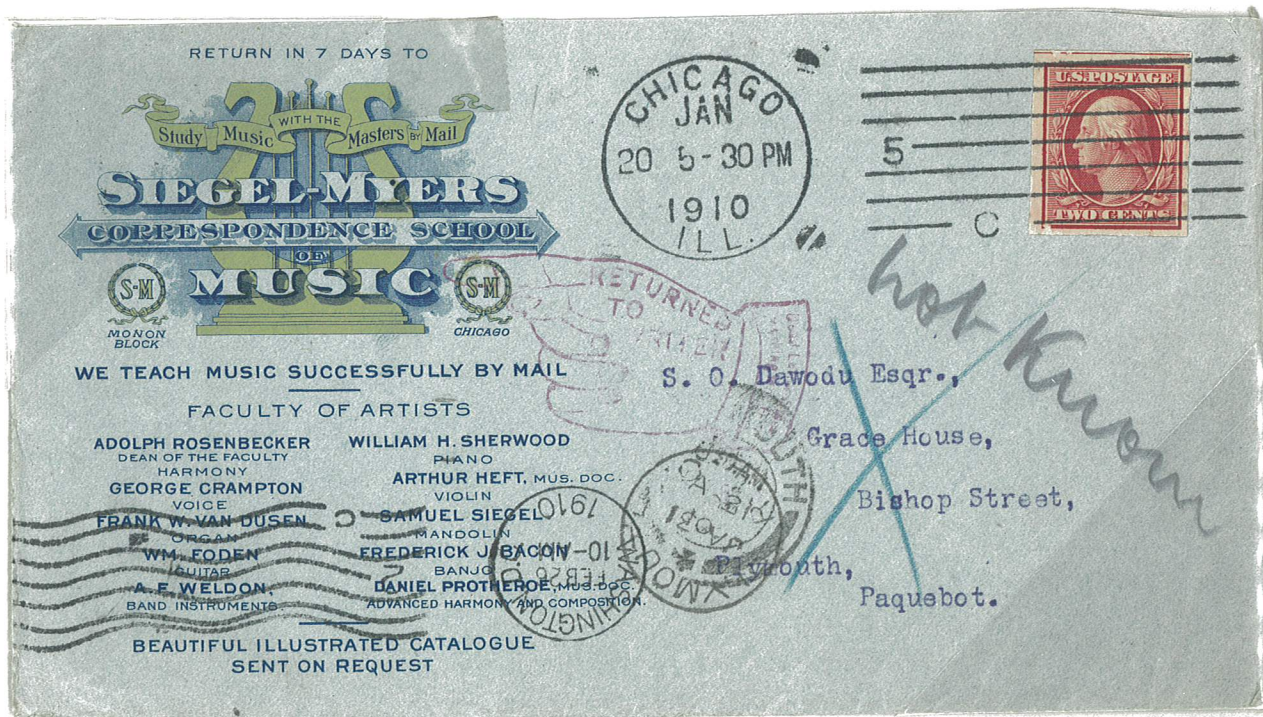 RETURN IN 7 DAYS TO
Study Music WITH THE Masters BY Mail
SIEGEL-MYERS
CORRESPONDENCE SCHOOL
OF
MUSIC
S-M
MONON
BLOCK
S-M
CHICAGO
WE TEACH MUSIC SUCCESSFULLY BY MAIL
FACULTY OF ARTISTS
ADOLPH ROSENBECKER
DEAN OF THE FACULTY
HARMONY
GEORGE CRAMPTON
VOICE
FRANK W. VAN DUSEN
ORGAN
WM. FODEN
GUITAR
A. F. WELDON,
BAND INSTRUMENTS
WILLIAM H. SHERWOOD
PIANO
ARTHUR HEFT, MUS. DOC.
VIOLIN
SAMUEL SIEGEL
MANDOLIN
FREDERICK J. BACON
BANJO
DANIEL PROTHEROE, MUS. DOC.
ADVANCED HARMONY AND COMPOSITION.
BEAUTIFUL ILLUSTRATED CATALOGUE
SENT ON REQUEST
CHICAGO
JAN
20 5-30 PM
1910
ILL.
5
C
U.S. POSTAGE
TWO CENTS
RETURNED
TO
WRITER
not Known
S. O. Dawodu Esqr.,
Grace House,
Bishop Street,
Plymouth,
Paquebot.
PLYMOUTH
WASHINGTON, D.C.
FEB 26
10-AM
1910